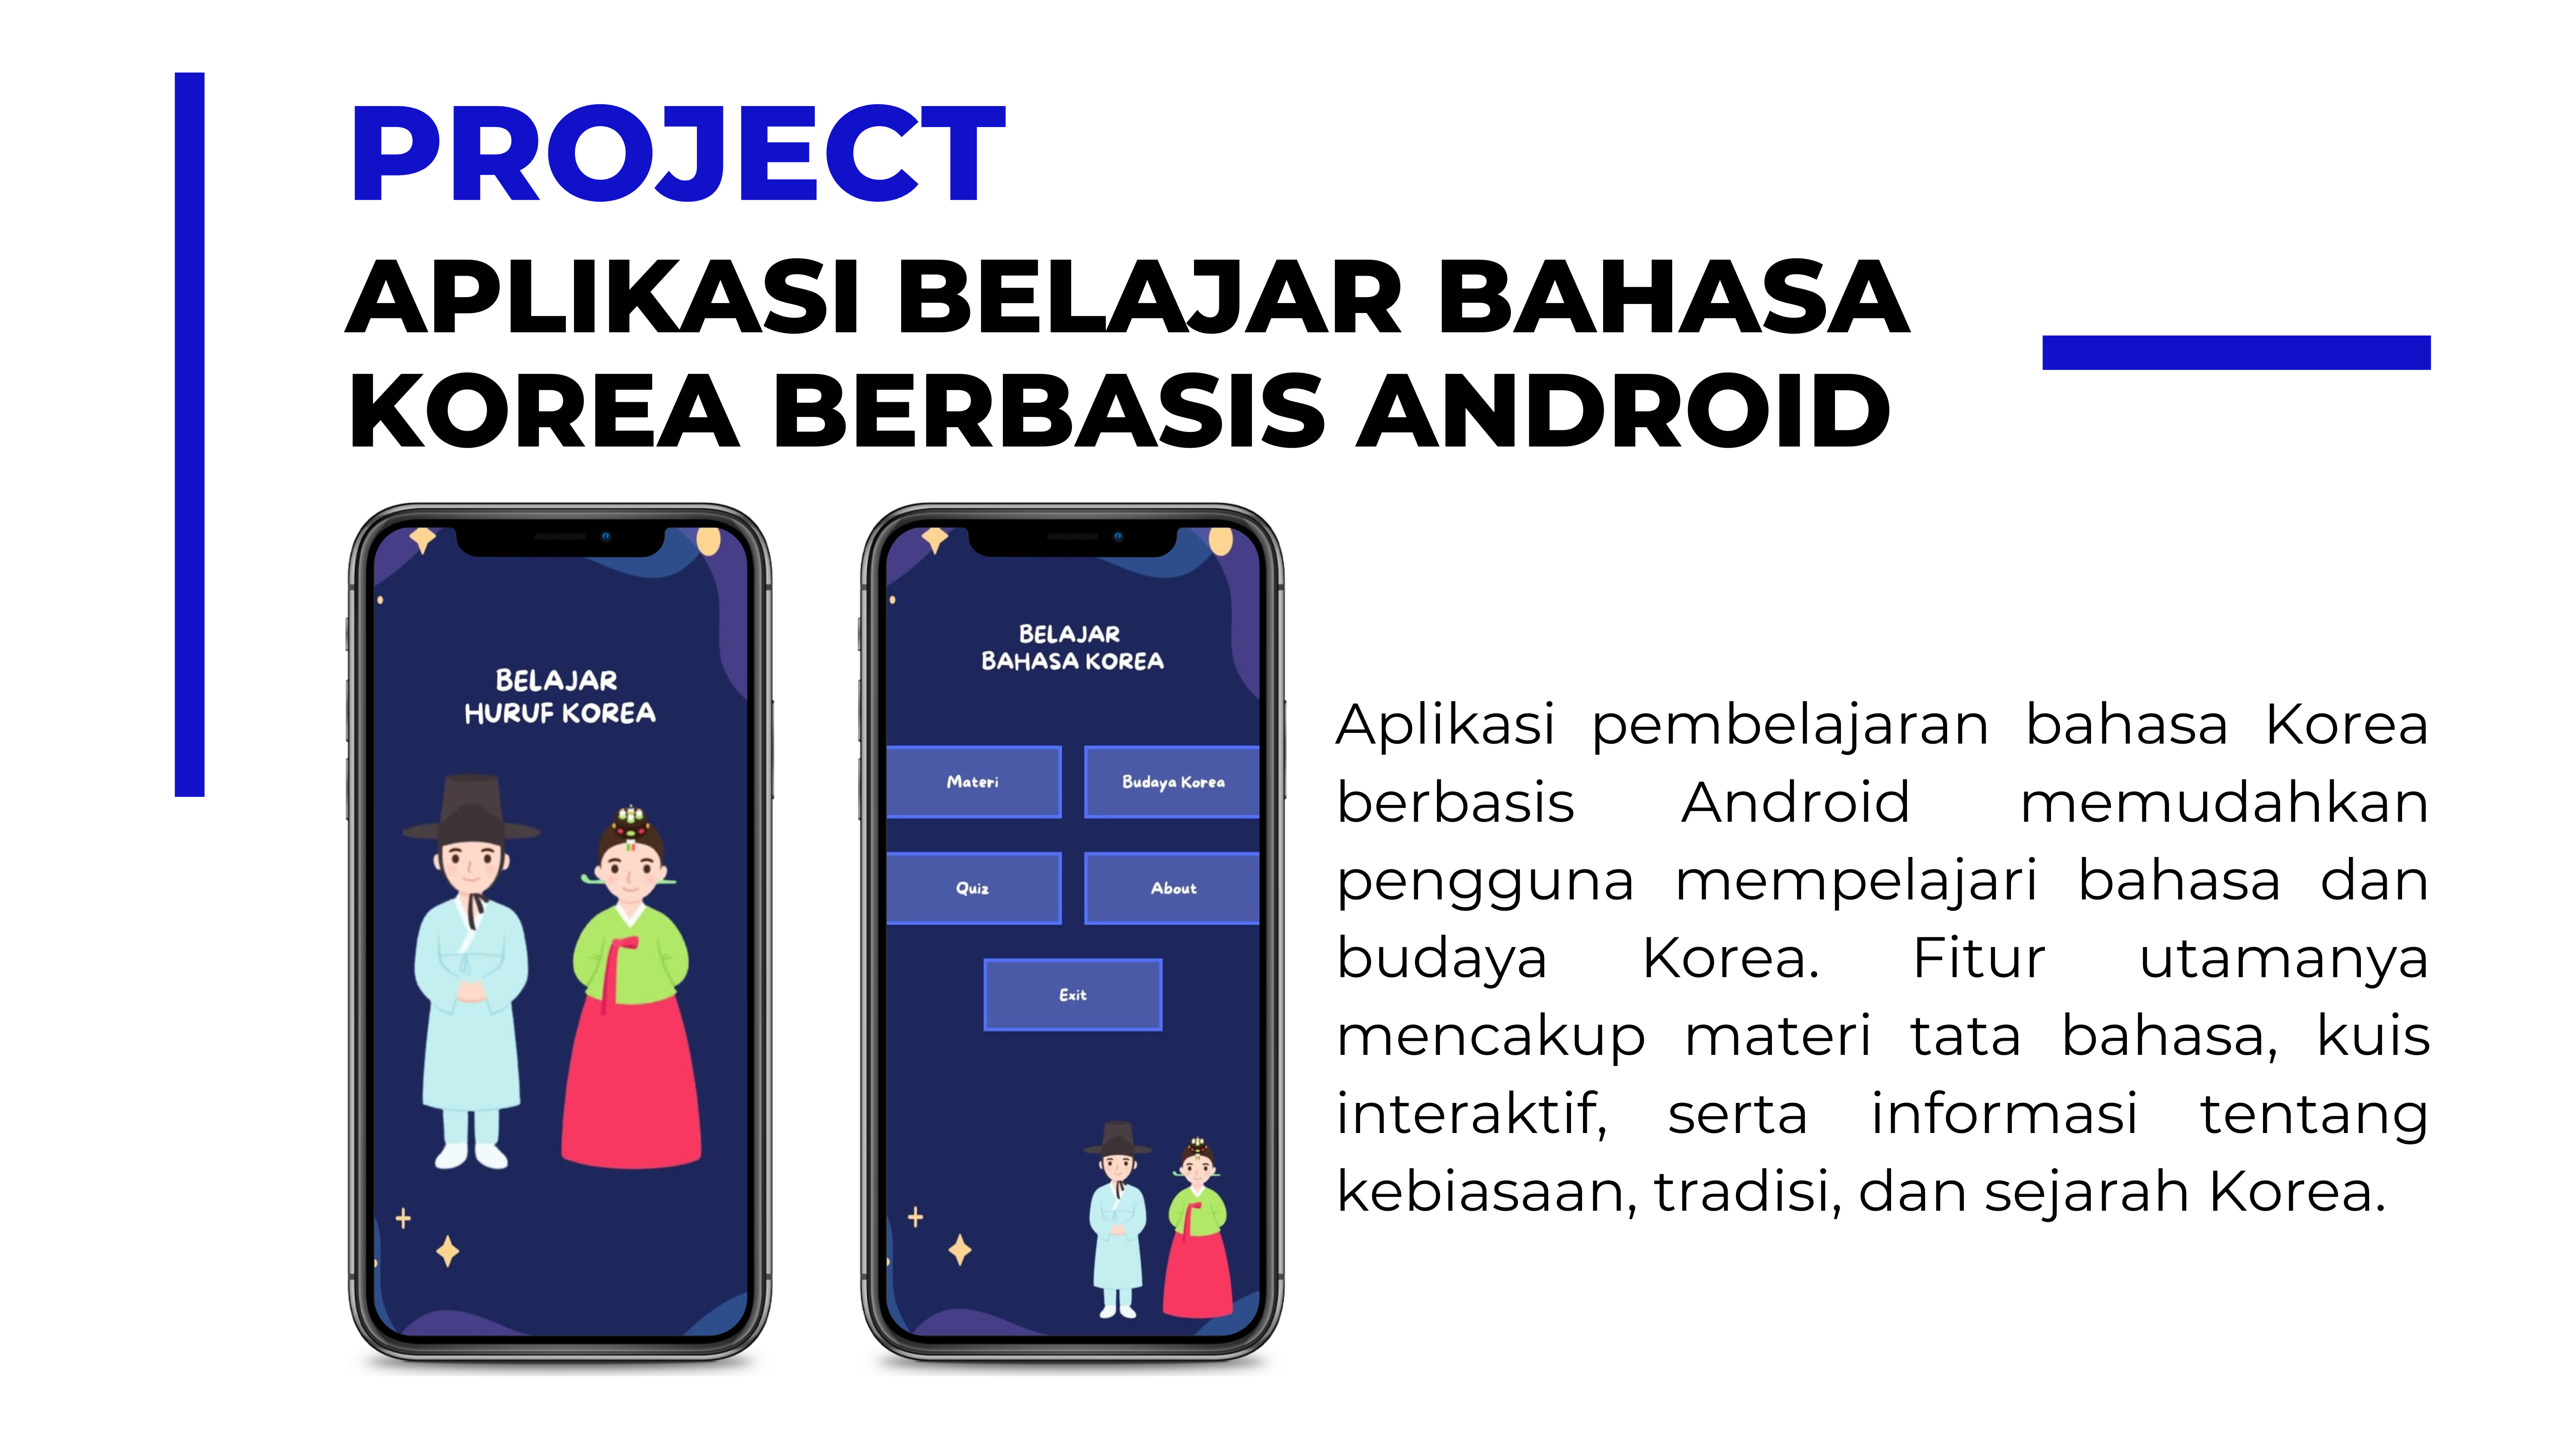 PROJECT
APLIKASI BELAJAR BAHASA
KOREA BERBASIS ANDROID
BELAJAR
HURUF KOREA
BELAJAR
BAHASA KOREA
Materi
Budaya Korea
Quiz
About
Exit
Aplikasi pembelajaran bahasa Korea
berbasis Android memudahkan
pengguna mempelajari bahasa dan
budaya Korea. Fitur utamanya
mencakup materi tata bahasa, kuis
interaktif, serta informasi tentang
kebiasaan, tradisi, dan sejarah Korea.